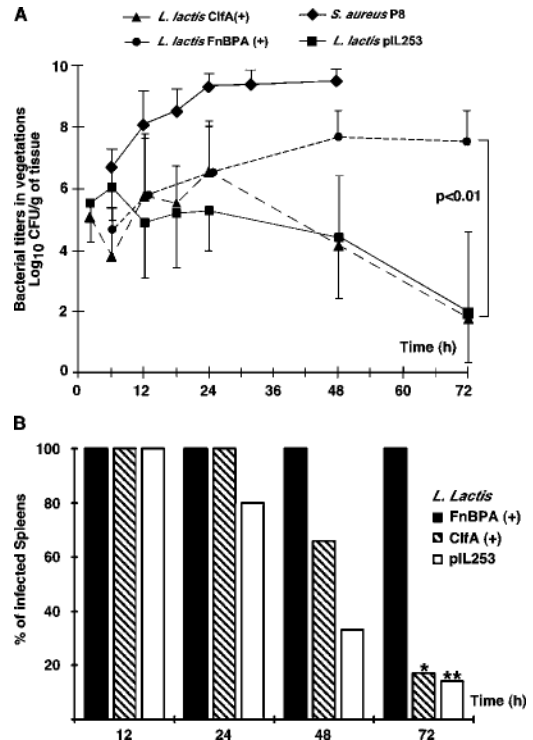 A
L. lactis ClfA(+)
S. aureus P8
L. lactis FnBPA (+)
L. lactis pIL253
Bacterial titers in vegetations
Log10 CFU/g of tissue
10
8
6
4
2
0
p<0.01
Time (h)
0 12 24 48 60 72
B
% of infected Spleens
100
80
60
40
20
L. Lactis
FnBPA (+)
ClfA (+)
pIL253
* **
Time (h)
12 24 48 72